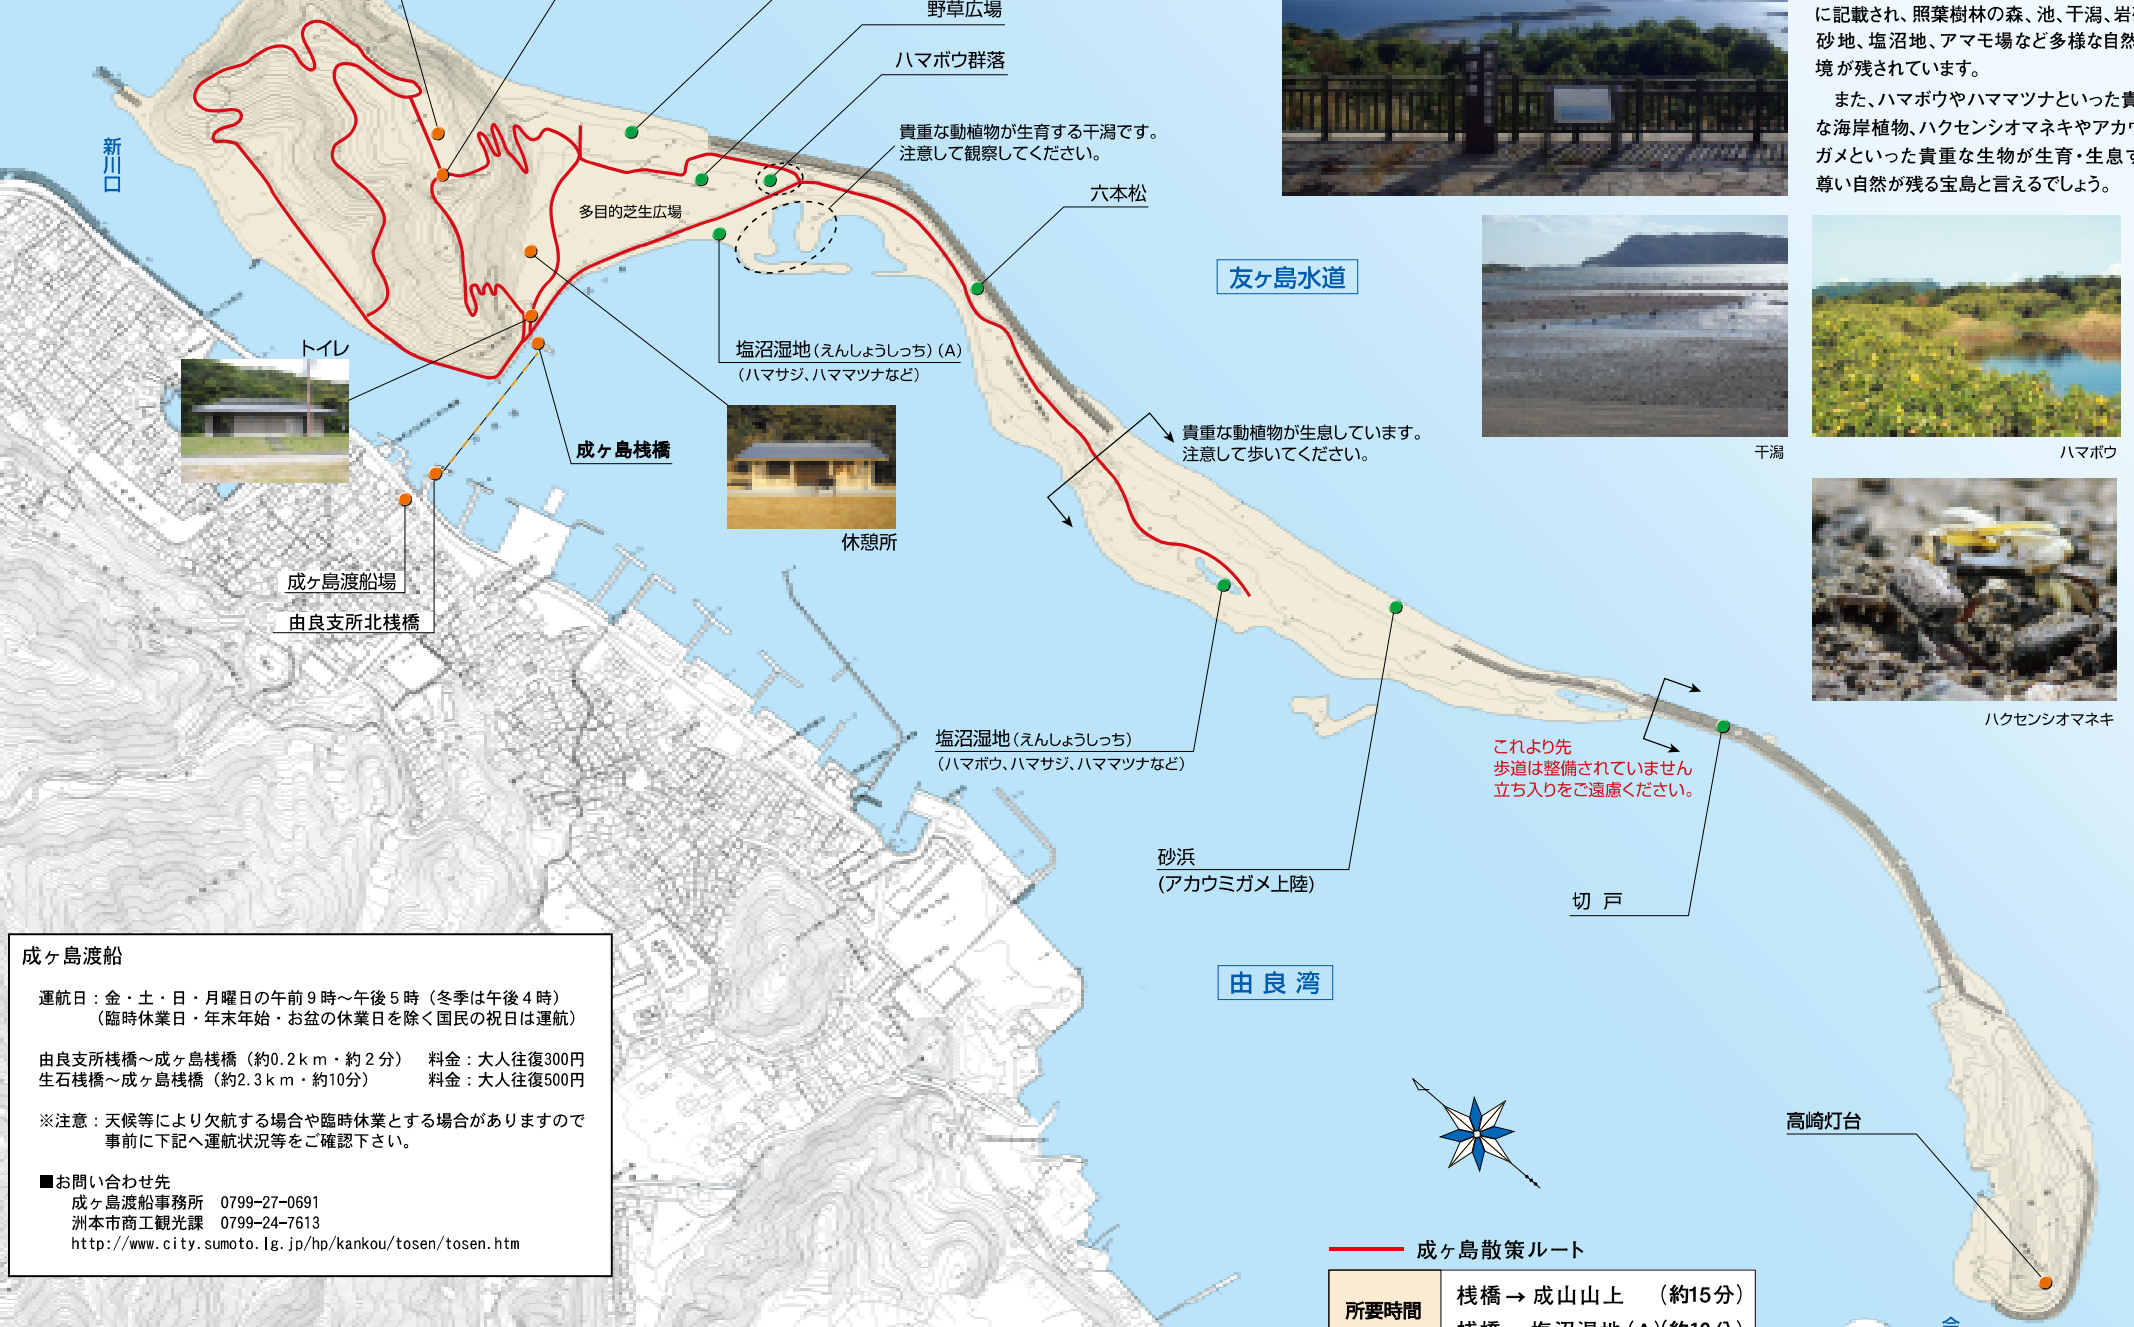 野草広場
ハマボウ群落
貴重な動植物が生育する干潟です。
注意して観察してください。
六本松
新川口
多目的芝生広場
友ヶ島水道
に記載され、照葉樹林の森、池、干潟、岩
砂地、塩沼地、アマモ場など多様な自然
境が残されています。
また、ハマボウやハママツナといった貴
な海岸植物、ハクセンシオマネキやアカウ
ガメといった貴重な生物が生育・生息す
尊い自然が残る宝島と言えるでしょう。
トイレ
塩沼湿地(えんしょうしっち)(A)
(ハマサジ、ハママツナなど)
成ヶ島桟橋
休憩所
貴重な動植物が生息しています。
注意して歩いてください。
干潟
ハマボウ
ハクセンシオマネキ
成ヶ島渡船場
由良支所北桟橋
塩沼湿地(えんしょうしっち)
(ハマボウ、ハマサジ、ハママツナなど)
これより先
歩道は整備されていません
立ち入りをご遠慮ください。
砂浜
(アカウミガメ上陸)
切戸
由良湾
高崎灯台
成ヶ島渡船
運航日：金・土・日・月曜日の午前9時～午後5時（冬季は午後4時）
（臨時休業日・年末年始・お盆の休業日を除く国民の祝日は運航）
由良支所桟橋～成ヶ島桟橋（約0.2ｋｍ・約2分） 料金：大人往復300円
生石桟橋～成ヶ島桟橋（約2.3ｋｍ・約10分） 料金：大人往復500円
※注意：天候等により欠航する場合や臨時休業とする場合がありますので
事前に下記へ運航状況等をご確認下さい。
■お問い合わせ先
成ヶ島渡船事務所 0799-27-0691
洲本市商工観光課 0799-24-7613
http://www.city.sumoto.lg.jp/hp/kankou/tosen/tosen.htm
成ヶ島散策ルート
所要時間
桟橋→成山山上 （約15分）
桟橋 塩沼湿地(A)(約10分)